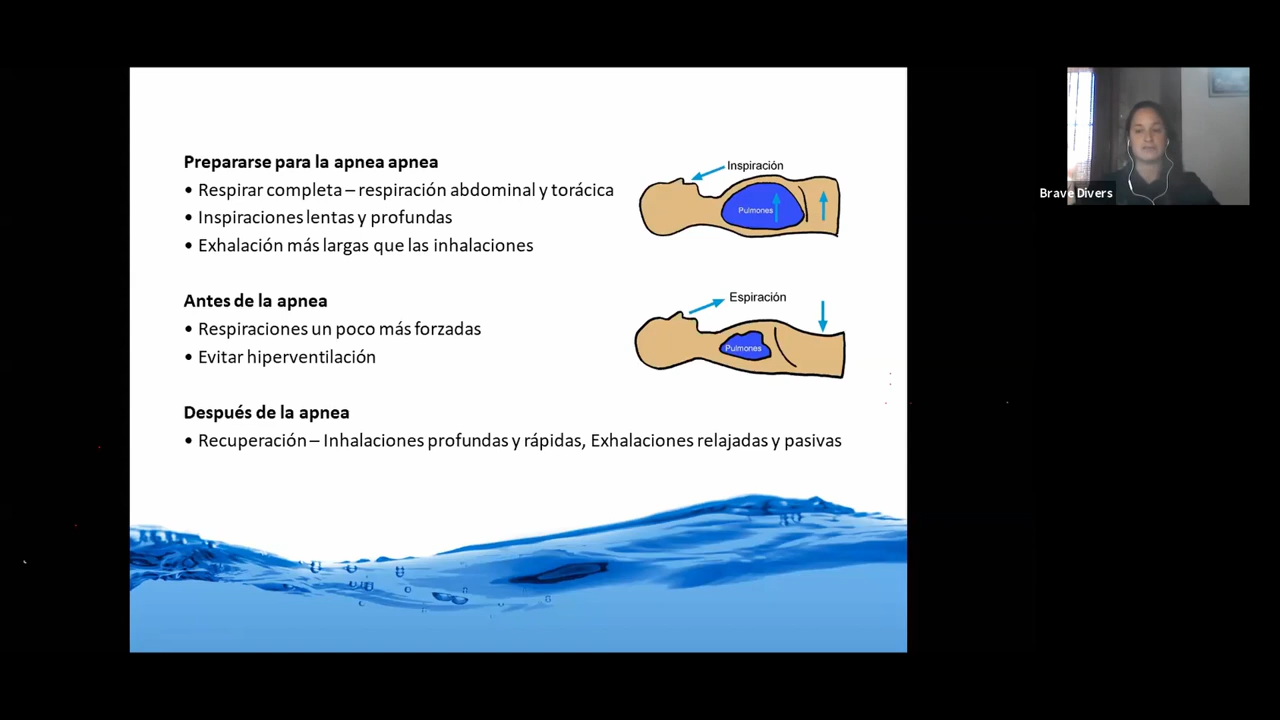 Prepararse para la apnea apnea
• Respirar completa – respiración abdominal y torácica
• Inspiraciones lentas y profundas
• Exhalación más largas que las inhalaciones
Antes de la apnea
• Respiraciones un poco más forzadas
• Evitar hiperventilación
Después de la apnea
• Recuperación – Inhalaciones profundas y rápidas, Exhalaciones relajadas y pasivas
Inspiración
Pulmones
Espiración
Pulmones
Brave Divers